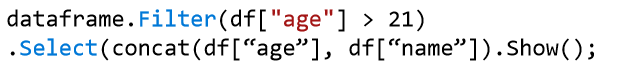 dataframe.Filter(df["age"] > 21)
.Select(concat(df[“age”], df[“name”]).Show();